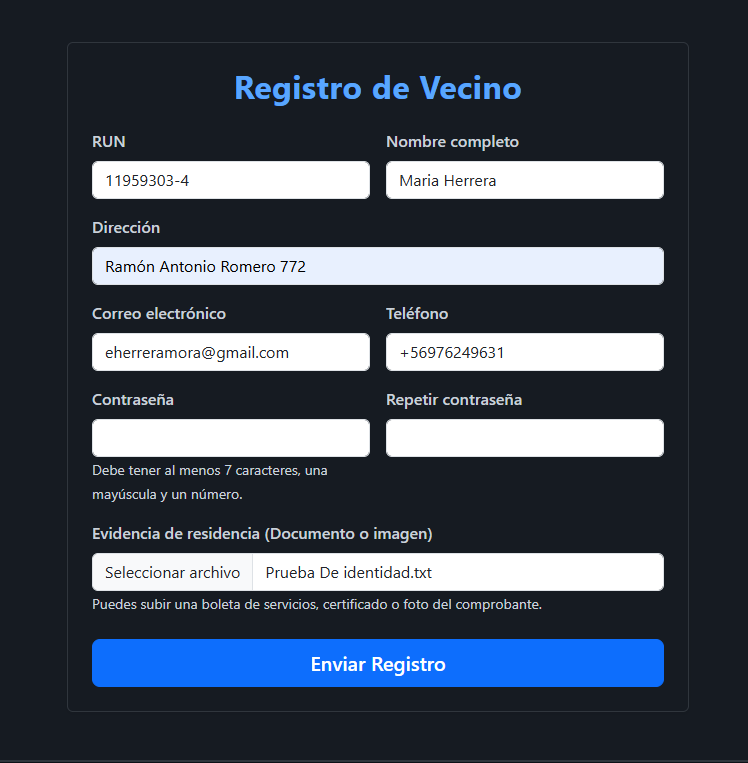 Registro de Vecino
RUN
Nombre completo
11959303-4
Maria Herrera
Dirección
Ramón Antonio Romero 772
Correo electrónico
Teléfono
eherreramora@gmail.com
+56976249631
Contraseña
Repetir contraseña
Debe tener al menos 7 caracteres, una
mayúscula y un número.
Evidencia de residencia (Documento o imagen)
Seleccionar archivo
Prueba De identidad.txt
Puedes subir una boleta de servicios, certificado o foto del comprobante.
Enviar Registro